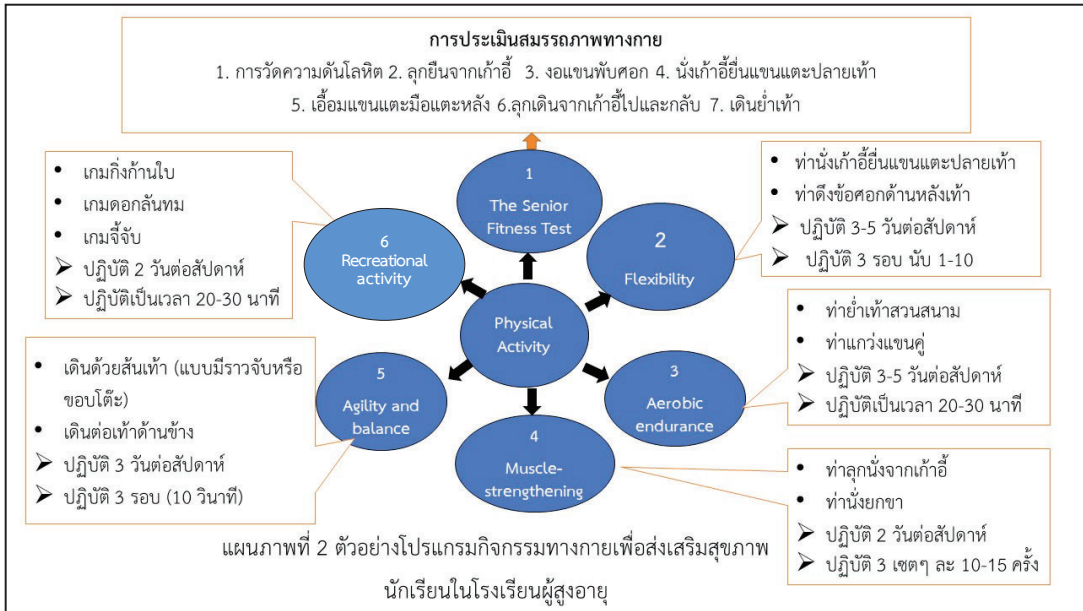 การประเมินสมรรถภาพทางกาย
1. การวัดความดันโลหิต 2. ลุกยืนจากเก้าอี้ 3. งอแขนพับศอก 4. นั่งเก้าอี้ยื่นแขนแตะปลายเท้า
5. เอื้อมแขนแตะมือแตะหลัง 6.ลุกเดินจากเก้าอี้ไปและกลับ 7. เดินย่ำเท้า
1
The Senior
Fitness Test
• ท่านั่งเก้าอี้ยื่นแขนแตะปลายเท้า
• ท่าดึงข้อศอกด้านหลังเท้า
➢ ปฏิบัติ 3-5 วันต่อสัปดาห์
➢ ปฏิบัติ 3 รอบ นับ 1-10
2
Flexibility
• ท่าย่ำเท้าสวนสนาม
• ท่าแกว่งแขนคู่
➢ ปฏิบัติ 3-5 วันต่อสัปดาห์
➢ ปฏิบัติเป็นเวลา 20-30 นาที
3
Aerobic
endurance
• ท่าลุกนั่งจากเก้าอี้
• ท่านั่งยกขา
➢ ปฏิบัติ 2 วันต่อสัปดาห์
➢ ปฏิบัติ 3 เซตๆ ละ 10-15 ครั้ง
4
Muscle-
strengthening
• เดินด้วยส้นเท้า (แบบมีราวจับหรือ
ขอบโต๊ะ)
• เดินต่อเท้าด้านข้าง
➢ ปฏิบัติ 3 วันต่อสัปดาห์
➢ ปฏิบัติ 3 รอบ (10 วินาที)
5
Agility and
balance
• เกมกิ่งก้านใบ
• เกมดอกลันทม
• เกมจี้จับ
➢ ปฏิบัติ 2 วันต่อสัปดาห์
➢ ปฏิบัติเป็นเวลา 20-30 นาที
6
Recreational
activity
Physical
Activity
แผนภาพที่ 2 ตัวอย่างโปรแกรมกิจกรรมทางกายเพื่อส่งเสริมสุขภาพ
นักเรียนในโรงเรียนผู้สูงอายุ